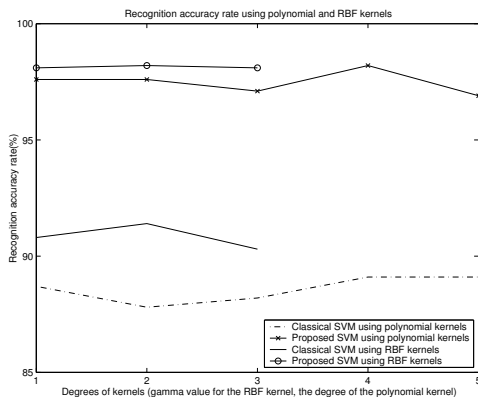 Recognition accuracy rate using polynomial and RBF kernels
100
95
90
85
Recognition accuracy rate(%)
1 2 3 4 5
Degrees of kernels (gamma value for the RBF kernel, the degree of the polynomial kernel)
Classical SVM using polynomial kernels
Proposed SVM using polynomial kernels
Classical SVM using RBF kernels
Proposed SVM using RBF kernels